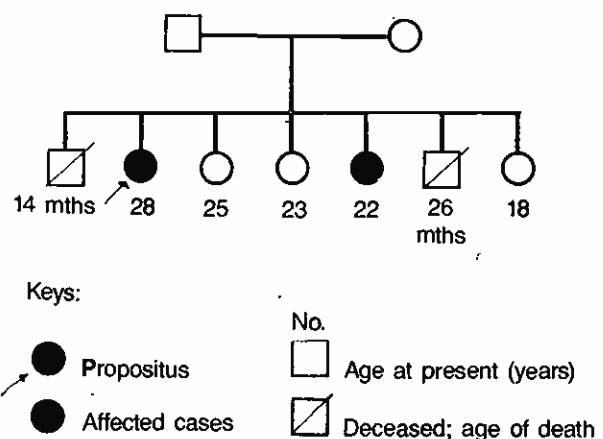 14 mths 28 25 23 22 26 18
mths
Keys:
No.
Propositus
Age at present (years)
Affected cases
Deceased; age of death